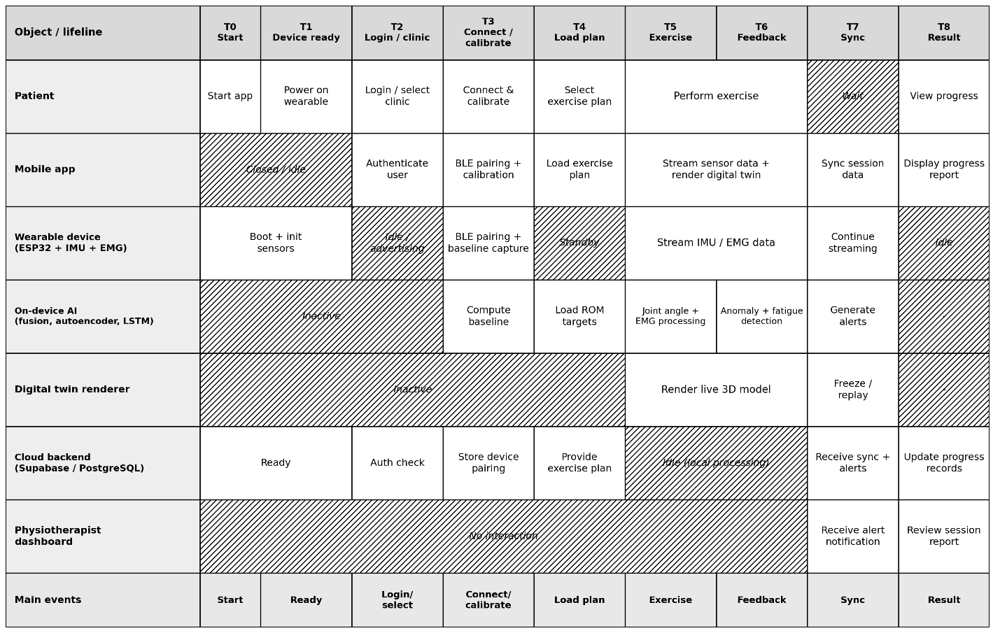 Object / lifeline
T0
Start
T1
Device ready
T2
Login / clinic
T3
Connect /
calibrate
T4
Load plan
T5
Exercise
T6
Feedback
T7
Sync
T8
Result
Patient
Start app
Power on
wearable
Login / select
clinic
Connect &
calibrate
Select
exercise plan
Perform exercise
Wait
View progress
Mobile app
Closed / idle
Authenticate
user
BLE pairing +
calibration
Load exercise
plan
Stream sensor data +
render digital twin
Sync session
data
Display progress
report
Wearable device
(ESP32 + IMU + EMG)
Boot + init
sensors
Idle /
advertising
BLE pairing +
baseline capture
Standby
Stream IMU / EMG data
Continue
streaming
Idle
On-device AI
(fusion, autoencoder, LSTM)
Inactive
Compute
baseline
Load ROM
targets
Joint angle +
EMG processing
Anomaly + fatigue
detection
Generate
alerts
-
Digital twin renderer
Inactive
Render live 3D model
Freeze /
replay
-
Cloud backend
(Supabase / PostgreSQL)
Ready
Auth check
Store device
pairing
Provide
exercise plan
Idle (local processing)
Receive sync +
alerts
Update progress
records
Physiotherapist
dashboard
No interaction
Receive alert
notification
Review session
report
Main events
Start
Ready
Login/
select
Connect/
calibrate
Load plan
Exercise
Feedback
Sync
Result